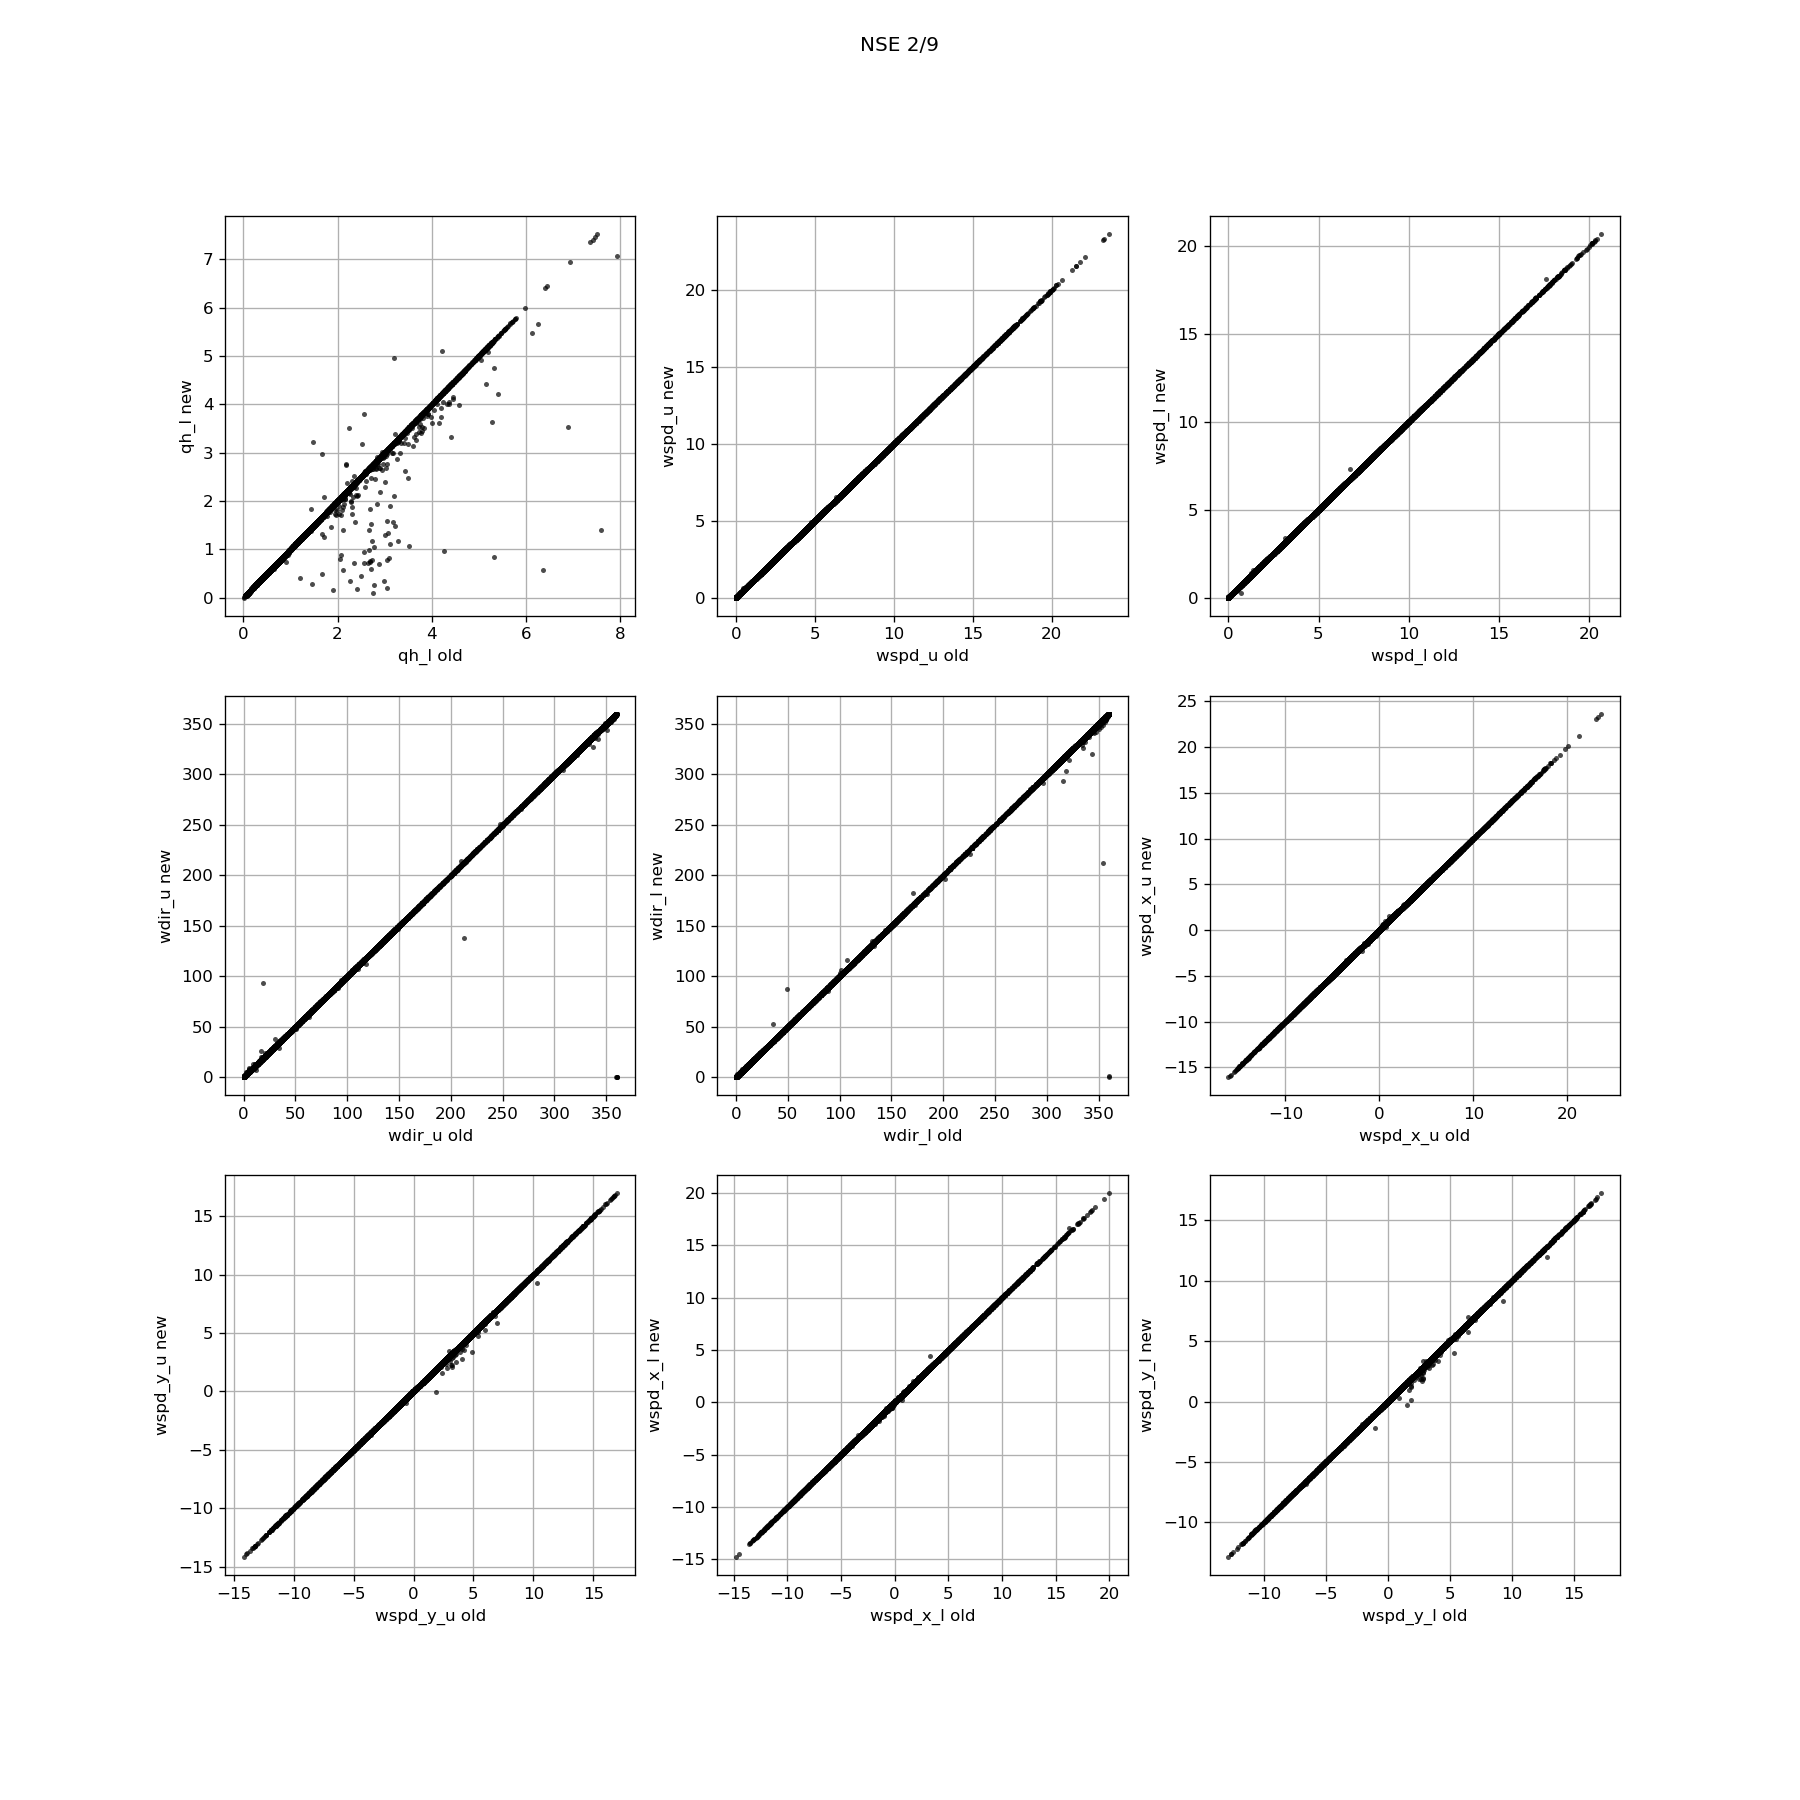 NSE 2/9
7
6
5
4
3
2
1
0
qh_l new
0 2 4 6 8
qh_l old
20
15
10
5
0
wspd_u new
0 5 10 15 20
wspd_u old
20
15
10
5
0
wspd_l new
0 5 10 15 20
wspd_l old
350
300
250
200
150
100
50
0
wdir_u new
0 50 100 150 200 250 300 350
wdir_u old
350
300
250
200
150
100
50
0
wdir_l new
0 50 100 150 200 250 300 350
wdir_l old
25
20
15
10
5
0
−5
−10
−15
wspd_x_u new
−10 0 10 20
wspd_x_u old
15
10
5
0
−5
−10
−15
wspd_y_u new
−15 −10 −5 0 5 10 15
wspd_y_u old
20
15
10
5
0
−5
−10
−15
wspd_x_l new
−15 −10 −5 0 5 10 15 20
wspd_x_l old
15
10
5
0
−5
−10
wspd_y_l new
−10 −5 0 5 10 15
wspd_y_l old